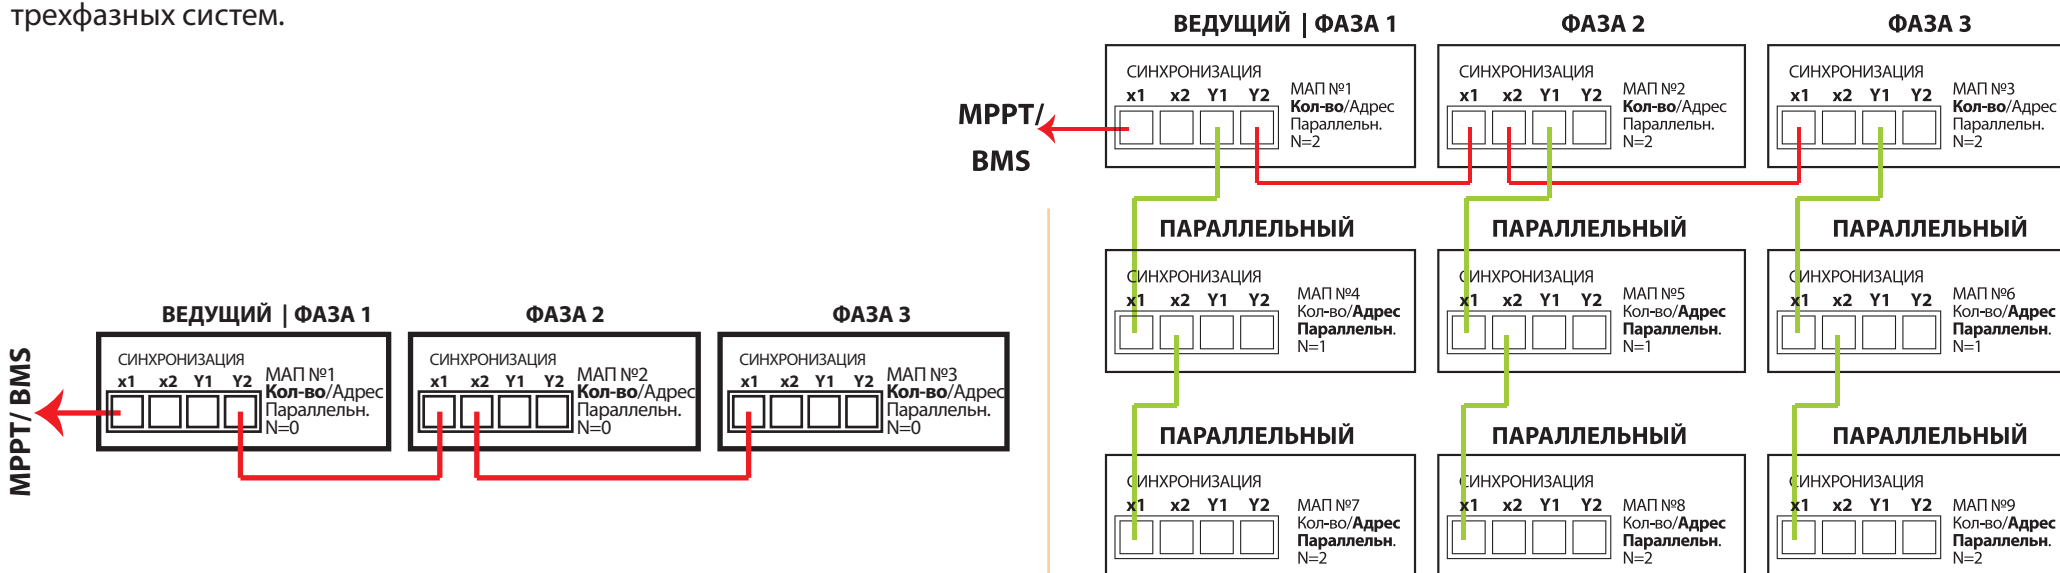 трехфазных систем.
ВЕДУЩИЙ | ФАЗА 1
ФАЗА 2
ФАЗА 3
MPPT/ BMS
СИНХРОНИЗАЦИЯ
x1 x2 Y1 Y2
МАП №1
Кол-во/Адрес
Параллельн.
N=0
СИНХРОНИЗАЦИЯ
x1 x2 Y1 Y2
МАП №2
Кол-во/Адрес
Параллельн.
N=0
СИНХРОНИЗАЦИЯ
x1 x2 Y1 Y2
МАП №3
Кол-во/Адрес
Параллельн.
N=0
ВЕДУЩИЙ | ФАЗА 1
ФАЗА 2
ФАЗА 3
MPPT/
BMS
СИНХРОНИЗАЦИЯ
x1 x2 Y1 Y2
МАП №1
Кол-во/Адрес
Параллельн.
N=2
СИНХРОНИЗАЦИЯ
x1 x2 Y1 Y2
МАП №2
Кол-во/Адрес
Параллельн.
N=2
СИНХРОНИЗАЦИЯ
x1 x2 Y1 Y2
МАП №3
Кол-во/Адрес
Параллельн.
N=2
ПАРАЛЛЕЛЬНЫЙ
ПАРАЛЛЕЛЬНЫЙ
ПАРАЛЛЕЛЬНЫЙ
СИНХРОНИЗАЦИЯ
x1 x2 Y1 Y2
МАП №4
Кол-во/Адрес
Параллельн.
N=1
СИНХРОНИЗАЦИЯ
x1 x2 Y1 Y2
МАП №5
Кол-во/Адрес
Параллельн.
N=1
СИНХРОНИЗАЦИЯ
x1 x2 Y1 Y2
МАП №6
Кол-во/Адрес
Параллельн.
N=1
ПАРАЛЛЕЛЬНЫЙ
ПАРАЛЛЕЛЬНЫЙ
ПАРАЛЛЕЛЬНЫЙ
СИНХРОНИЗАЦИЯ
x1 x2 Y1 Y2
МАП №7
Кол-во/Адрес
Параллельн.
N=2
СИНХРОНИЗАЦИЯ
x1 x2 Y1 Y2
МАП №8
Кол-во/Адрес
Параллельн.
N=2
СИНХРОНИЗАЦИЯ
x1 x2 Y1 Y2
МАП №9
Кол-во/Адрес
Параллельн.
N=2